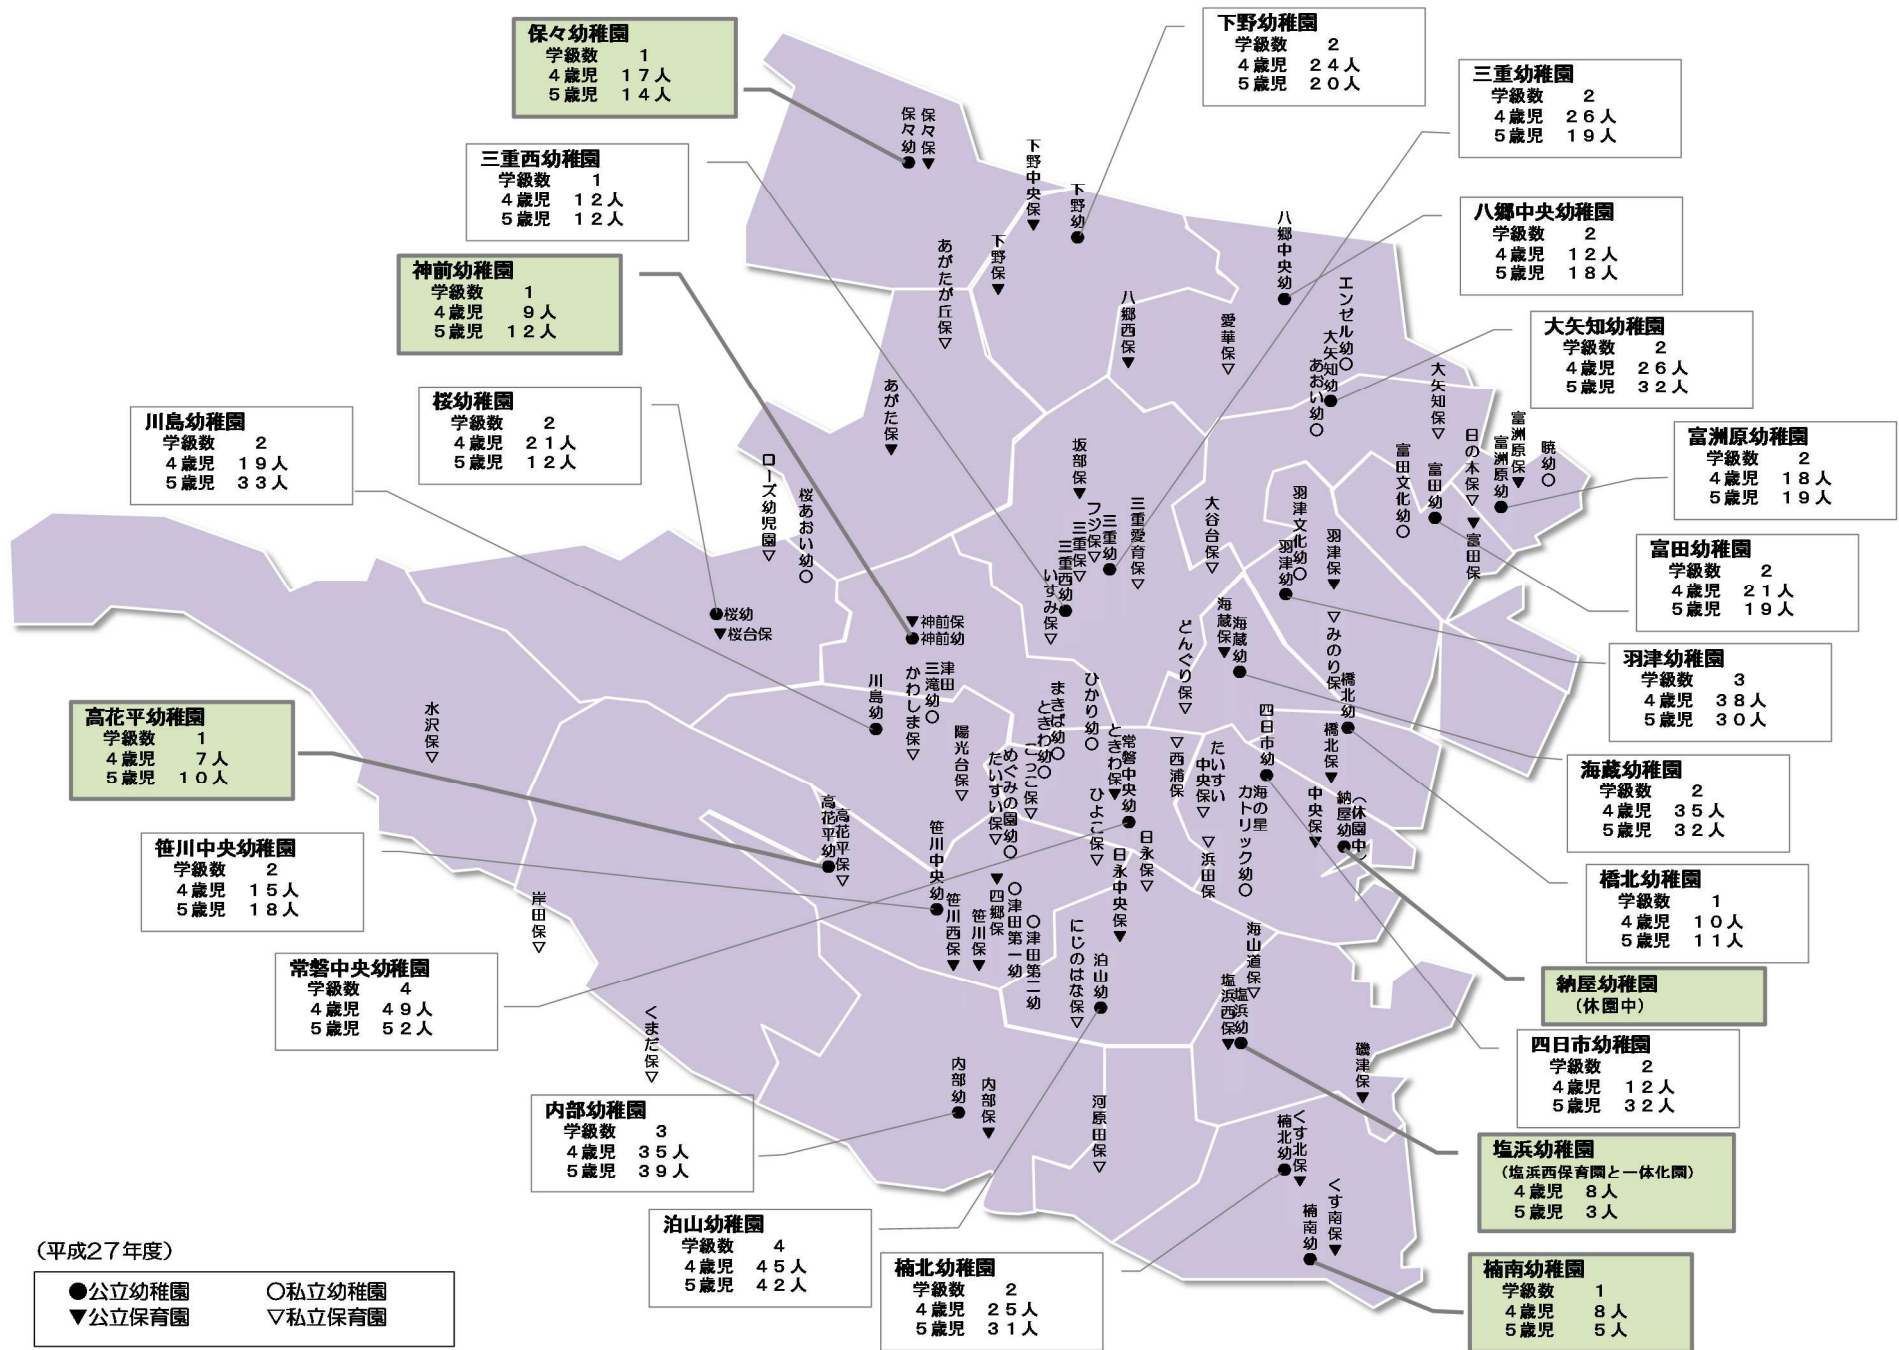 保々幼稚園
学級数 1
4歳児 17人
5歳児 14人
下野幼稚園
学級数 2
4歳児 24人
5歳児 20人
三重幼稚園
学級数 2
4歳児 26人
5歳児 19人
三重西幼稚園
学級数 1
4歳児 12人
5歳児 12人
八郷中央幼稚園
学級数 2
4歳児 12人
5歳児 18人
神前幼稚園
学級数 1
4歳児 9人
5歳児 12人
大矢知幼稚園
学級数 2
4歳児 26人
5歳児 32人
桜幼稚園
学級数 2
4歳児 21人
5歳児 12人
川島幼稚園
学級数 2
4歳児 19人
5歳児 33人
富洲原幼稚園
学級数 2
4歳児 18人
5歳児 19人
富田幼稚園
学級数 2
4歳児 21人
5歳児 19人
羽津幼稚園
学級数 3
4歳児 38人
5歳児 30人
高花平幼稚園
学級数 1
4歳児 7人
5歳児 10人
海蔵幼稚園
学級数 2
4歳児 35人
5歳児 32人
笹川中央幼稚園
学級数 2
4歳児 15人
5歳児 18人
橋北幼稚園
学級数 1
4歳児 10人
5歳児 11人
常磐中央幼稚園
学級数 4
4歳児 49人
5歳児 52人
納屋幼稚園
(休園中)
四日市幼稚園
学級数 2
4歳児 12人
5歳児 32人
内部幼稚園
学級数 3
4歳児 35人
5歳児 39人
塩浜幼稚園
(塩浜西保育園と一体化園)
4歳児 8人
5歳児 3人
泊山幼稚園
学級数 4
4歳児 45人
5歳児 42人
楠北幼稚園
学級数 2
4歳児 25人
5歳児 31人
楠南幼稚園
学級数 1
4歳児 8人
5歳児 5人
保々幼●
保々保▼
下野中央保▼
下野幼●
下野保▼
あがたが丘保▽
八郷中央幼●
八郷西保▼
愛華保▽
エンゼル幼○
大矢知幼●
あおい幼○
大矢知保▽
あがた保▼
富洲原保▼
富洲原幼●
暁幼○
日の本保▽
富田幼●
富田文化幼○
▼富田保
ローズ幼児園▽
桜あおい幼○
坂部保▼
フジ保▽
三重幼●
三重保▽
三重西幼●
いずみ保▽
三重愛育保▽
大谷台保▽
羽津文化幼○
羽津幼●
羽津保▼
▽みのり保
●桜幼
▼桜台保
▼神前保
●神前幼
海蔵保▼
海蔵幼●
どんぐり保▽
橋北幼●
橋北保▼
川島幼●
かわしま保▽
津田三滝幼○
水沢保▽
陽光台保▽
まきば幼○
ときわ幼○
ひかり幼○
ときわ保▼
常磐中央幼●
▽西浦保
たいすい中央保▽
四日市幼●
海の星カトリック幼○
中央保▼
納屋幼●
(休園中)
こっこ保▽
めぐみの園幼○
たいすい保▽
ひよこ保▽
日永保▽
日永中央保▼
▽浜田保
高花平幼●
高花平保▽
笹川中央幼●
笹川西保▼
笹川保▼
▼四郷保
○津田第一幼
○津田第二幼
岸田保▽
にじのはな保▽
泊山幼●
海山道保▽
塩浜西保▼
塩浜幼●
くまだ保▽
内部幼●
内部保▼
河原田保▽
磯津保▼
楠北幼●
くす北保▼
楠南幼●
くす南保▼
(平成27年度)
●公立幼稚園 ○私立幼稚園
▼公立保育園 ▽私立保育園